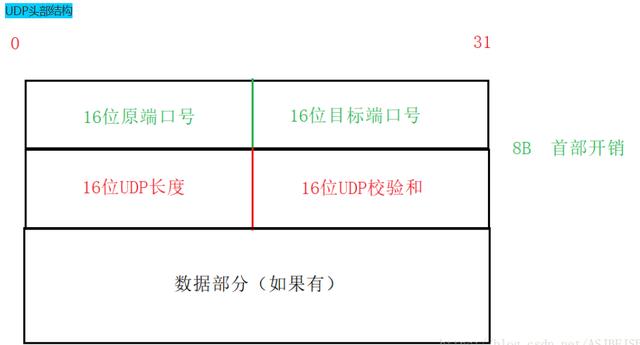 UDP头部结构
0 31
16位原端口号 16位目标端口号
8B 首部开销
16位UDP长度 16位UDP校验和
数据部分（如果有）